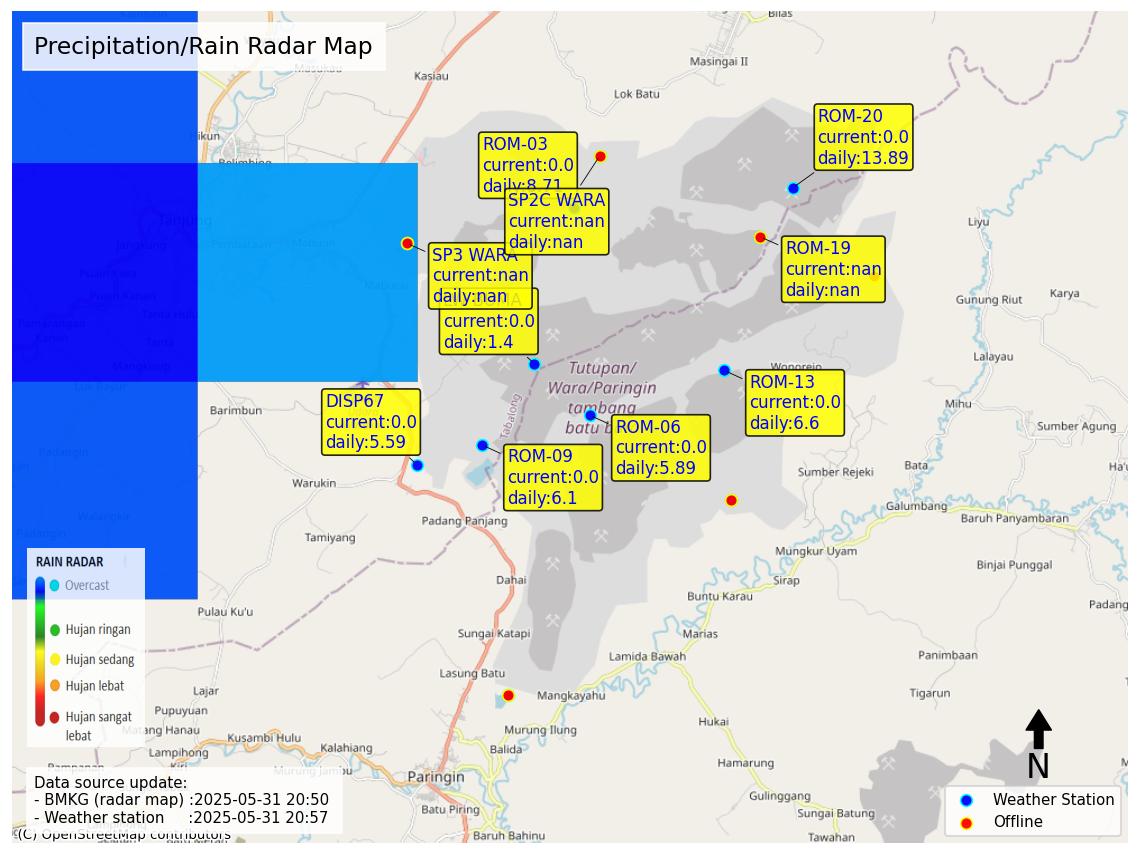 Precipitation/Rain Radar Map
Bilas
Masingai II
Kasiau
Lok Batu
ROM-20
current:0.0
daily:13.89
ROM-03
current:0.0
daily:8.71
SP2C WARA
current:nan
daily:nan
Belimbing
Tanjung
Jangkung
Pembataan
Mabuun
Liyu
SP3 WARA
current:nan
daily:nan
ROM-19
current:nan
daily:nan
current:0.0
daily:1.4
Gunung Riut
Karya
Lalayau
Wonorejo
Tutupan/
Wara/Paringin
tambang
Tabalong
ROM-13
current:0.0
daily:6.6
DISP67
current:0.0
daily:5.59
ROM-06
current:0.0
daily:5.89
ROM-09
current:0.0
daily:6.1
Barimbun
Mihu
Sumber Agung
Bata
Sumber Rejeki
Warukin
Galumbang
Baruh Panyambaran
Padang Panjang
Tamiyang
Mungkur Uyam
Binjai Punggal
Dahai
Sirap
Buntu Karau
Pulau Ku'u
Sungai Katapi
Marias
Lamida Bawah
Panimbaan
RAIN RADAR
Overcast
Hujan ringan
Hujan sedang
Hujan lebat
Hujan sangat
lebat
Lasung Batu
Lajar
Mangkayahu
Tigarun
Pupuyuan
Matang Hanau
Murung Ilung
Hukai
Kusambi Hulu
Kalahiang
Lampihong
Balida
Hamarung
Murung Jambu
Paringin
Gulinggang
Batu Piring
Sungai Batung
Baruh Bahinu
Tawahan
N
Data source update:
- BMKG (radar map) :2025-05-31 20:50
- Weather station :2025-05-31 20:57
(C) OpenStreetMap contributors
Weather Station
Offline